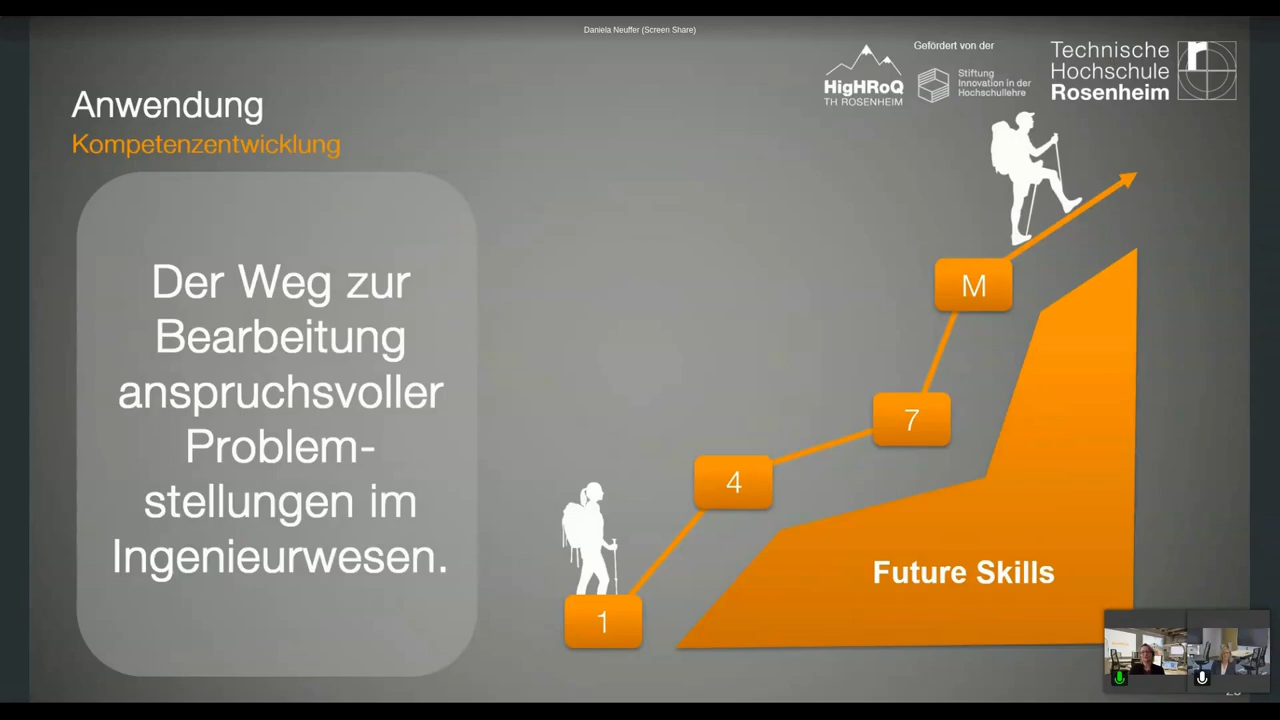 Daniela Neuffer (Screen Share)
Gefördert von der
HigHRoQ
TH ROSENHEIM
Stiftung
Innovation in der
Hochschullehre
Technische
Hochschule
Rosenheim
Anwendung
Kompetenzentwicklung
Der Weg zur
Bearbeitung
anspruchsvoller
Problem-
stellungen im
Ingenieurwesen.
M
7
4
1
Future Skills